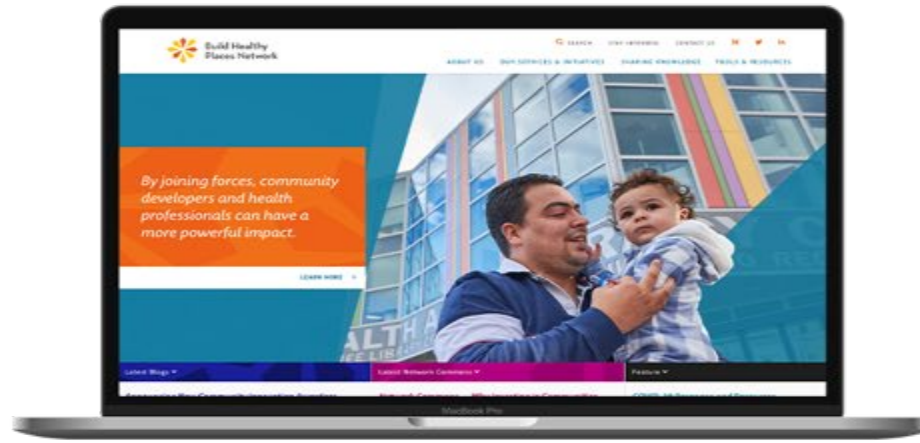 Build Healthy
Places Network
SEARCH STAY INFORMED CONTACT US
ABOUT US OUR SERVICES & INITIATIVES SHARING KNOWLEDGE TOOLS & RESOURCES
By joining forces, community
developers and health
professionals can have a
more powerful impact.
LEARN MORE
Latest Blogs
Latest Network Commons
Feature
MacBook Pro